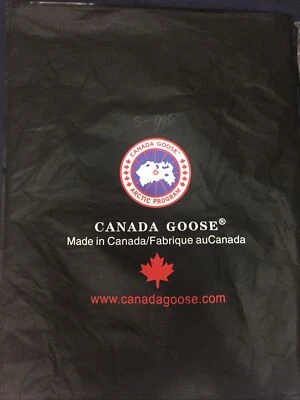 CANADA GOOSE®
ARCTIC PROGRAM
CANADA GOOSE®
Made in Canada/Fabrique auCanada
www.canadagoose.com